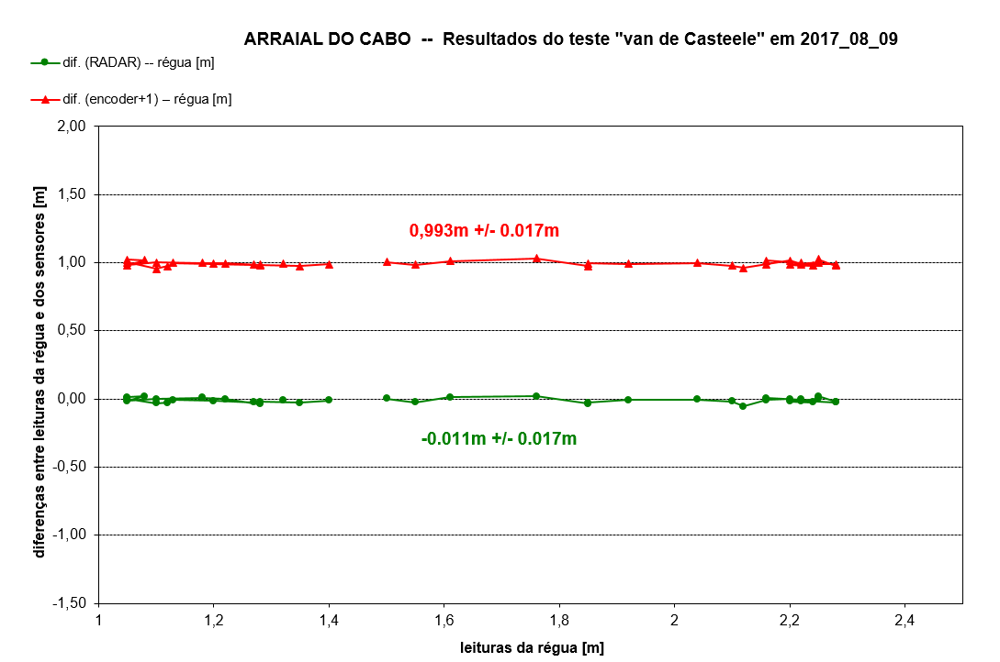 ARRAIAL DO CABO -- Resultados do teste "van de Casteele" em 2017_08_09
dif. (RADAR) -- régua [m]
dif. (encoder+1) – régua [m]
2,00
1,50
1,00
0,50
0,00
-0,50
-1,00
-1,50
diferenças entre leituras da régua e dos sensores [m]
0,993m +/- 0.017m
-0.011m +/- 0.017m
1
1,2
1,4
1,6
1,8
2
2,2
2,4
leituras da régua [m]